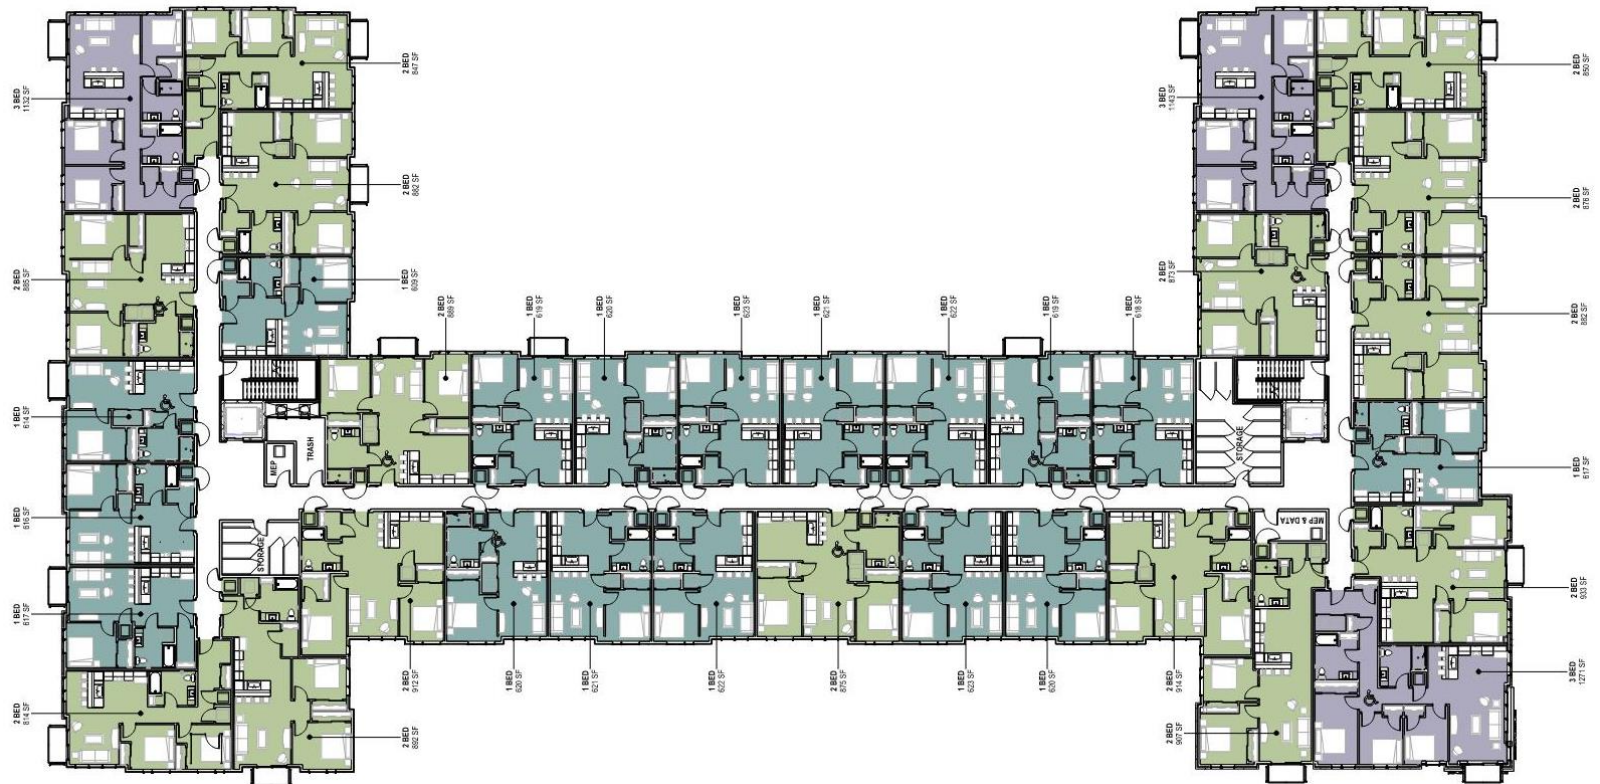 3 BED
1132 SF
2 BED
847 SF
2 BED
882 SF
2 BED
885 SF
1 BED
609 SF
1 BED
614 SF
1 BED
616 SF
1 BED
617 SF
2 BED
814 SF
2 BED
892 SF
MEP
TRASH
STORAGE
2 BED
889 SF
1 BED
619 SF
1 BED
620 SF
1 BED
623 SF
1 BED
621 SF
1 BED
622 SF
1 BED
619 SF
1 BED
618 SF
2 BED
912 SF
1 BED
620 SF
1 BED
621 SF
1 BED
622 SF
2 BED
875 SF
1 BED
623 SF
1 BED
620 SF
2 BED
914 SF
STORAGE
MEP & DATA
3 BED
1143 SF
2 BED
850 SF
2 BED
876 SF
2 BED
873 SF
2 BED
882 SF
1 BED
617 SF
2 BED
903 SF
3 BED
1271 SF
2 BED
907 SF